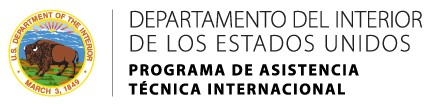 U.S. DEPARTMENT OF THE INTERIOR
MARCH 3, 1849
DEPARTAMENTO DEL INTERIOR
DE LOS ESTADOS UNIDOS
PROGRAMA DE ASISTENCIA
TÉCNICA INTERNACIONAL